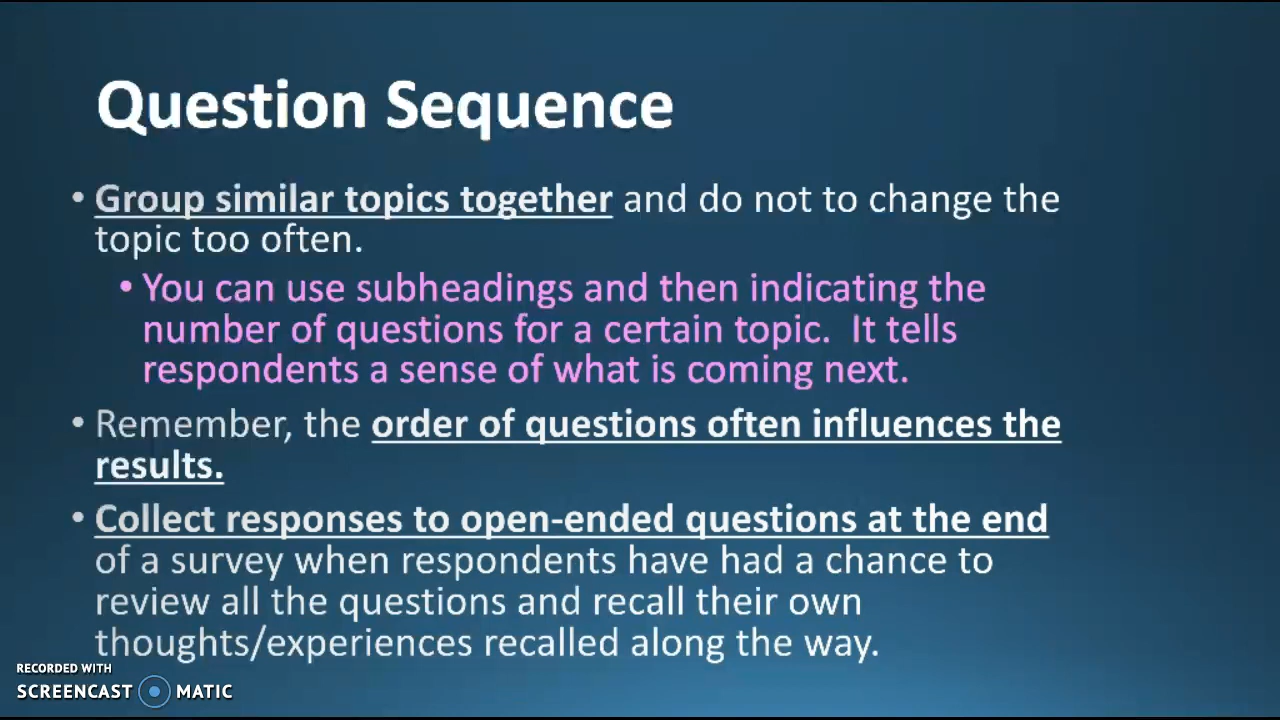 Question Sequence
• Group similar topics together and do not to change the
topic too often.
• You can use subheadings and then indicating the
number of questions for a certain topic.  It tells
respondents a sense of what is coming next.
• Remember, the order of questions often influences the
results.
• Collect responses to open-ended questions at the end
of a survey when respondents have had a chance to
review all the questions and recall their own
thoughts/experiences recalled along the way.
RECORDED WITH
SCREENCAST MATIC